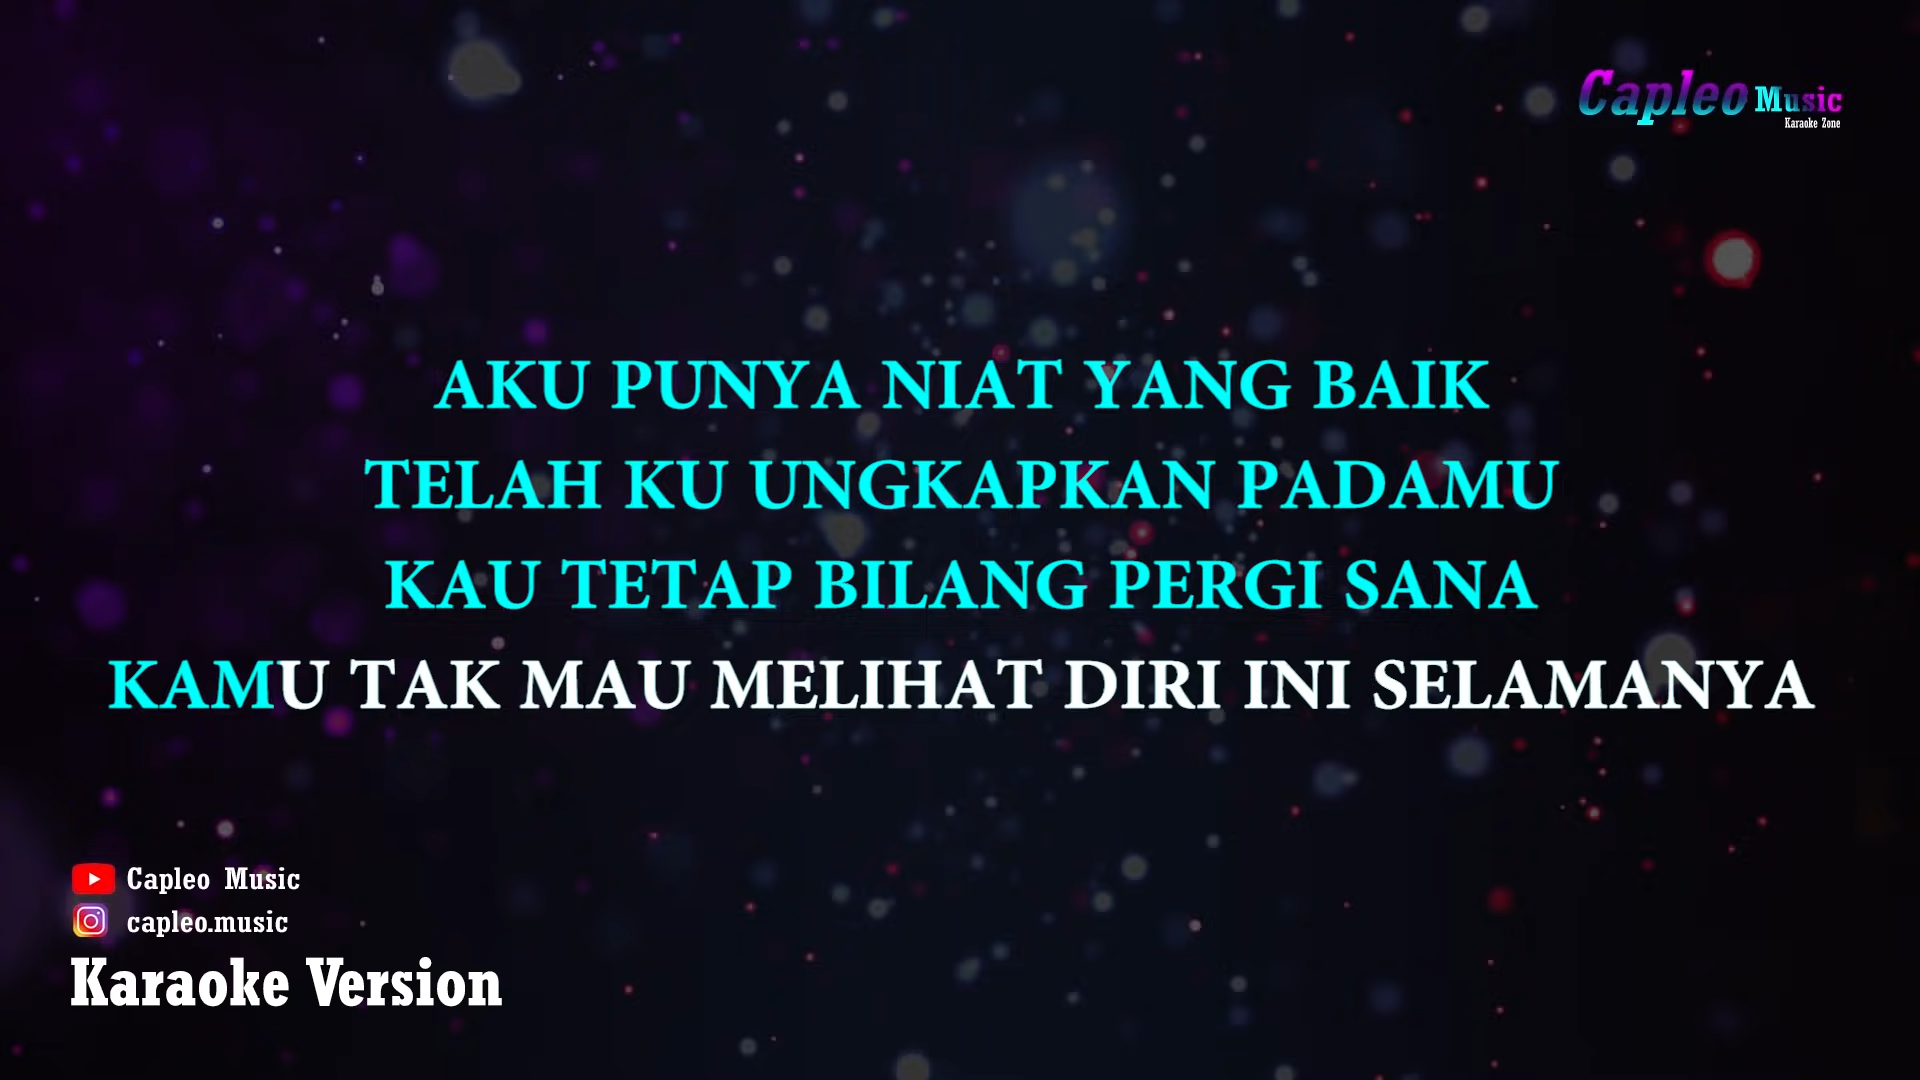 Capleo Music
Karaoke Zone
AKU PUNYA NIAT YANG BAIK
TELAH KU UNGKAPKAN PADAMU
KAU TETAP BILANG PERGI SANA
KAMU TAK MAU MELIHAT DIRI INI SELAMANYA
Capleo Music
capleo.music
Karaoke Version